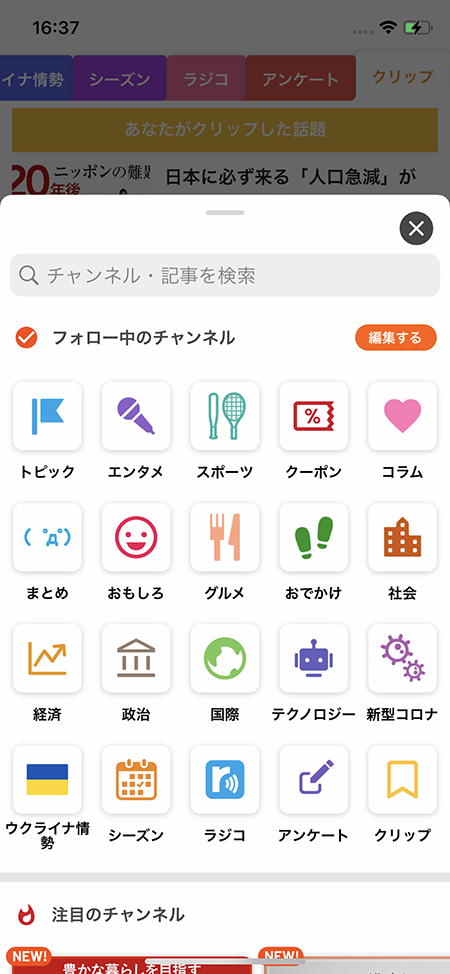 16:37
イナ情勢 シーズン ラジコ アンケート クリップ
あなたがクリップした話題
20年後 ニッポンの難題 日本に必ず来る「人口急減」が
チャンネル・記事を検索
フォロー中のチャンネル 編集する
%
トピック エンタメ スポーツ クーポン コラム
( ゚д゚)
まとめ おもしろ グルメ おでかけ 社会
経済 政治 国際 テクノロジー 新型コロナ
r
ウクライナ情勢 シーズン ラジコ アンケート クリップ
注目のチャンネル
NEW! NEW!
豊かな暮らしを目指す